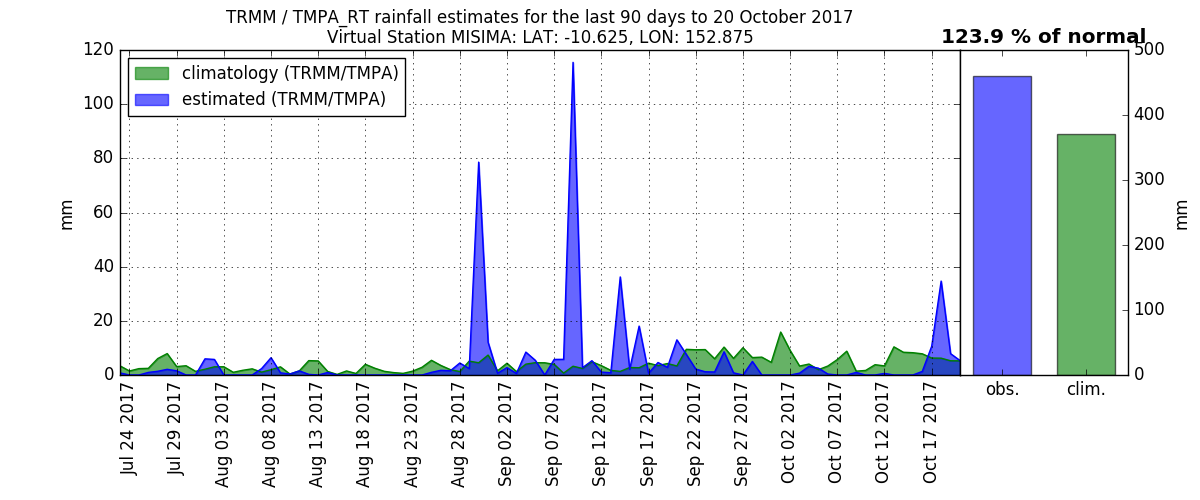 TRMM / TMPA_RT rainfall estimates for the last 90 days to 20 October 2017
Virtual Station MISIMA: LAT: -10.625, LON: 152.875
123.9 % of normal
climatology (TRMM/TMPA)
estimated (TRMM/TMPA)
120
100
80
60
40
20
0
mm
Jul 24 2017
Jul 29 2017
Aug 03 2017
Aug 08 2017
Aug 13 2017
Aug 18 2017
Aug 23 2017
Aug 28 2017
Sep 02 2017
Sep 07 2017
Sep 12 2017
Sep 17 2017
Sep 22 2017
Sep 27 2017
Oct 02 2017
Oct 07 2017
Oct 12 2017
Oct 17 2017
obs.
clim.
500
400
300
200
100
0
mm